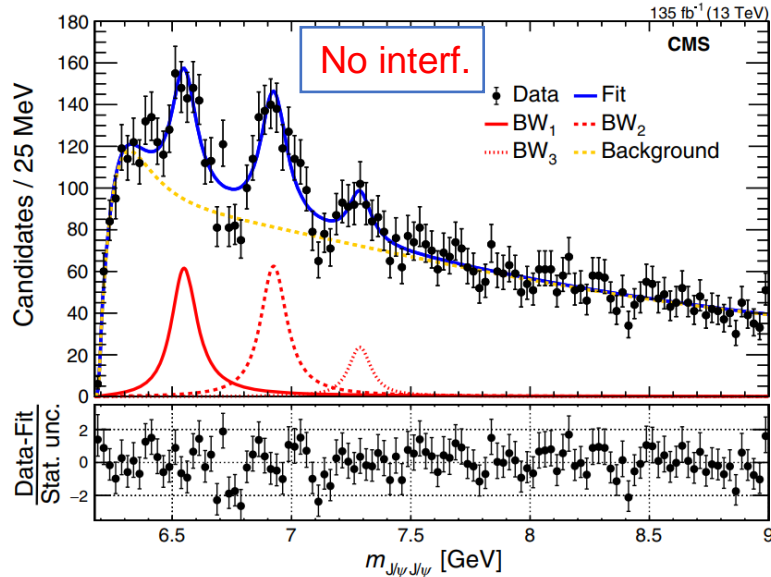 135 fb⁻¹ (13 TeV)
No interf.
CMS
Data Fit
BW₁ BW₂
BW₃ Background
Candidates / 25 MeV
180
160
140
120
100
80
60
40
20
0
Data-Fit
Stat. unc.
2
0
−2
6.5 7 7.5 8 8.5 9
m_J/ψ J/ψ [GeV]